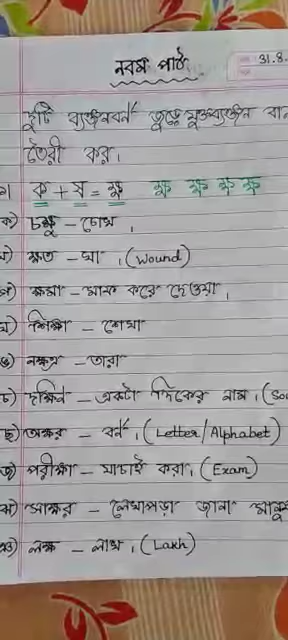 নবম পাঠ
31.8.
দুটি ব্যঞ্জনবর্ণ জুড়ে যুক্তব্যঞ্জন
তৈরী কর।
ক + ষ = ক্ষ ক্ষ ক্ষ ক্ষ ক্ষ
ক) চক্ষু – চোখ।
খ) ক্ষত – ঘা। (Wound)
গ) ক্ষমা – মাফ করে দেওয়া।
ঘ) শিক্ষা – শেখা
ঙ) নক্ষত্র – তারা
চ) দক্ষিন – একটা দিকের নাম।
ছ) অক্ষর – বর্ন। (Letter/Alphabet)
জ) পরীক্ষা – যাচাই করা। (Exam)
ঝ) সাক্ষর – লেখাপড়া জানা
ঞ) লক্ষ – লাখ। (Lakh)